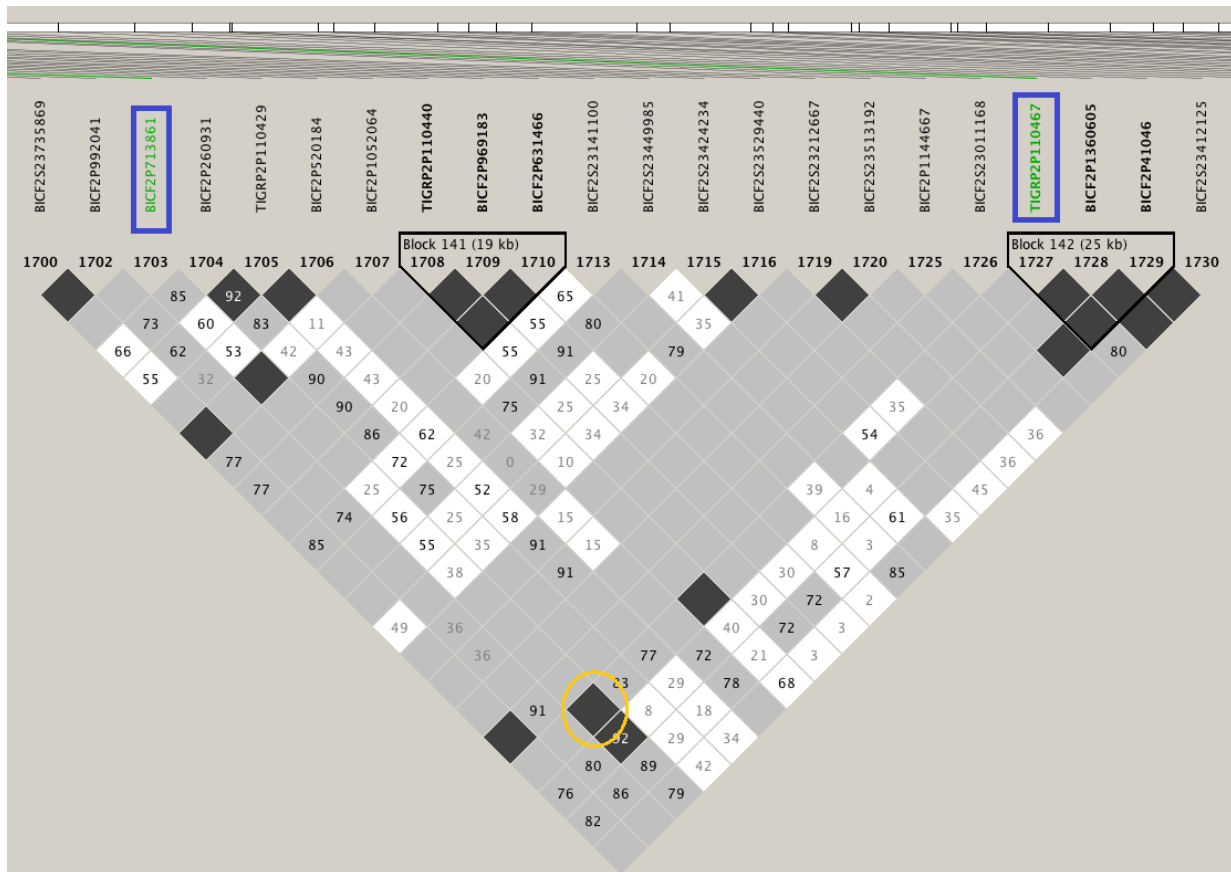 BICF2S23735869
BICF2P992041
BICF2P713861
BICF2P260931
TIGRP2P110429
BICF2P520184
BICF2P1052064
TIGRP2P110440
BICF2P969183
BICF2P631466
BICF2S23141100
BICF2S23449985
BICF2S23424234
BICF2S23529440
BICF2S23212667
BICF2S23513192
BICF2P1144667
BICF2S23011168
TIGRP2P110467
BICF2P1360605
BICF2P41046
BICF2S23412125
Block 141 (19 kb) Block 142 (25 kb)
1700 1702 1703 1704 1705 1706 1707 1708 1709 1710 1713 1714 1715 1716 1719 1720 1725 1726 1727 1728 1729 1730
85 92 65 41
73 60 83 11 55 80 35
66 62 53 42 43 55 91 79 80
55 32 90 43 20 91 25 20
90 20 75 25 34 35
86 62 42 32 34 54 36
77 72 25 0 10 36
77 25 75 52 29 39 4 45
74 56 25 58 15 16 61 35
85 55 35 91 15 8 3
38 91 30 57 85
30 72 2
49 36 40 72 3
36 77 72 21 3
83 29 78 68
91 8 18
92 29 34
80 89 42
76 86 79
82